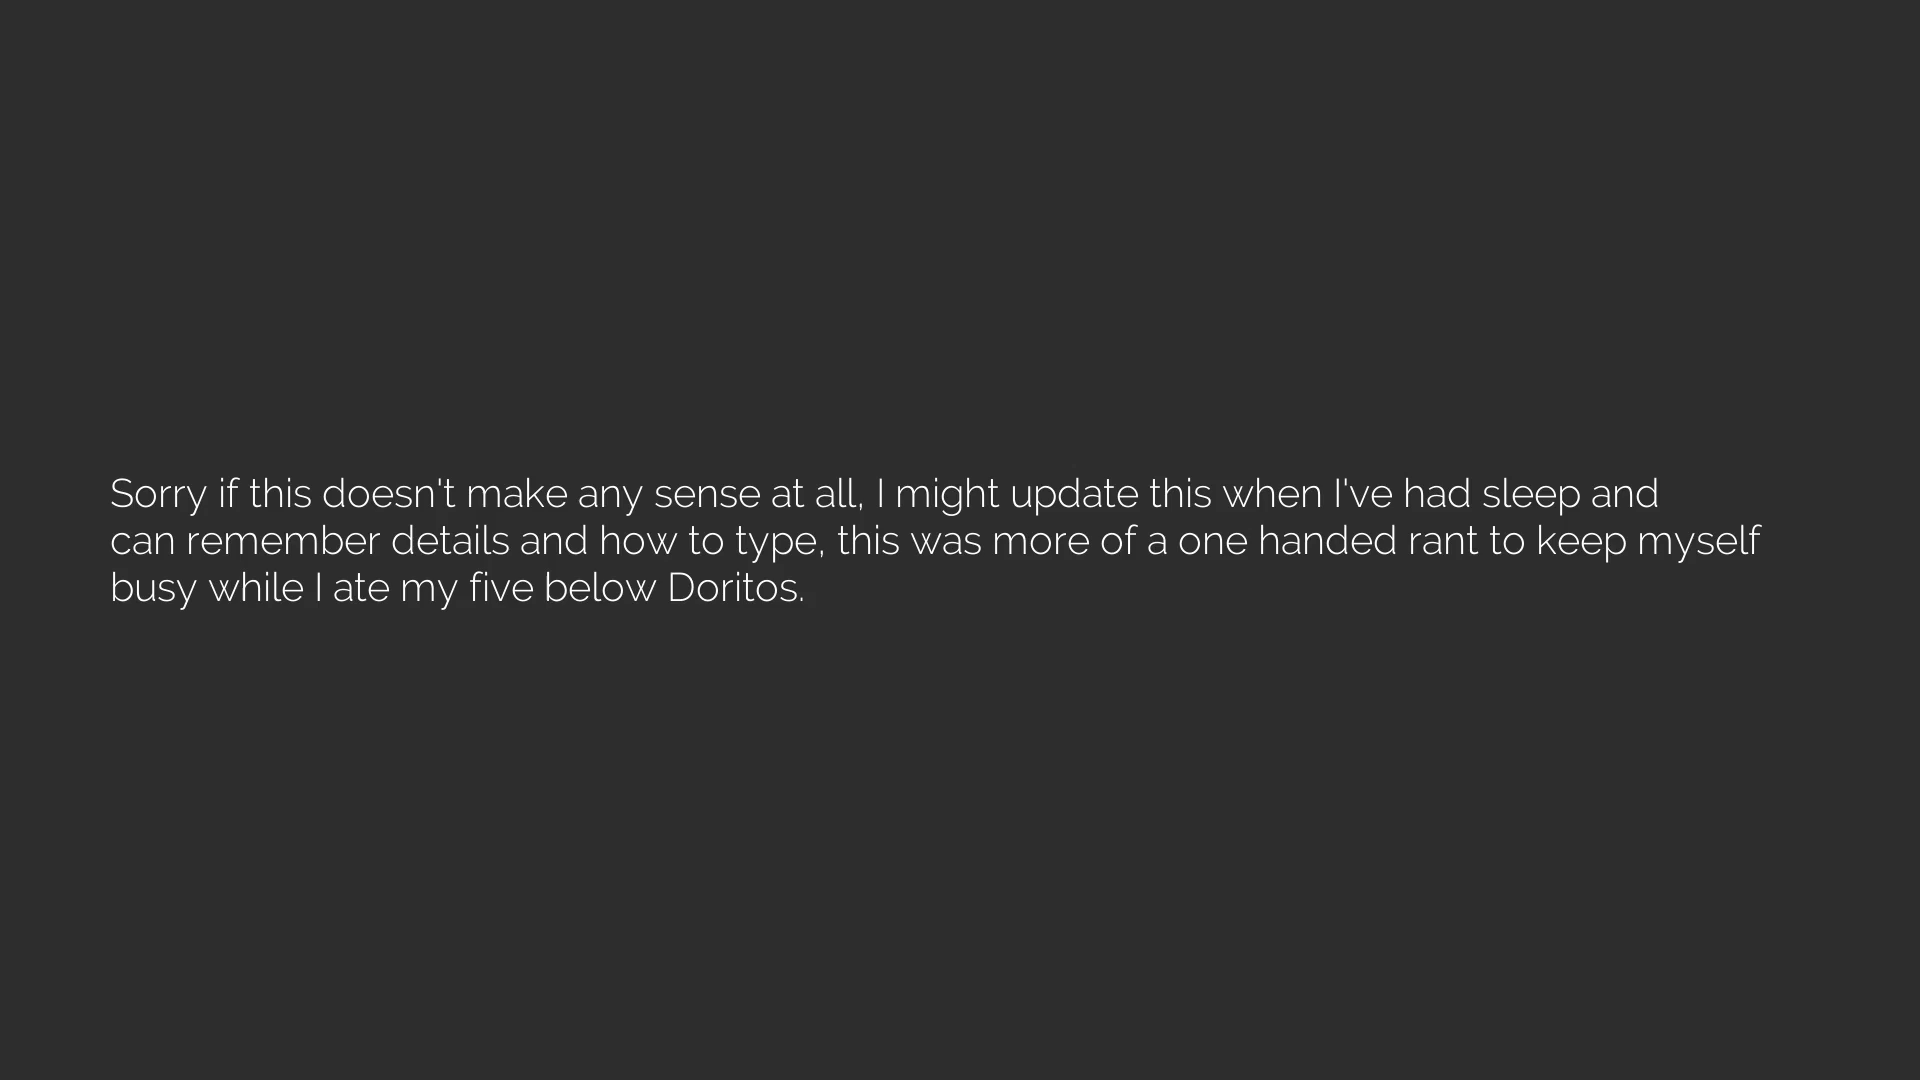 Sorry if this doesn't make any sense at all, I might update this when I've had sleep and
can remember details and how to type, this was more of a one handed rant to keep myself
busy while I ate my five below Doritos.